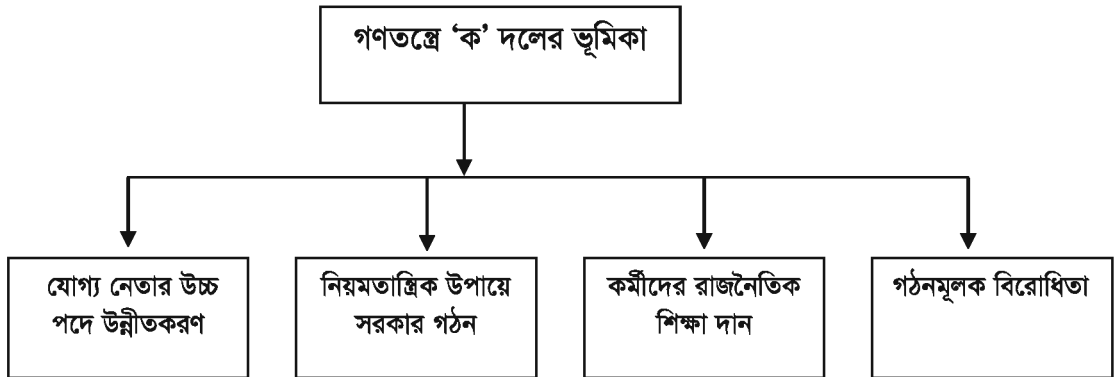 গণতন্ত্রে ‘ক’ দলের ভূমিকা
যোগ্য নেতার উচ্চ
পদে উন্নীতকরণ
নিয়মতান্ত্রিক উপায়ে
সরকার গঠন
কর্মীদের রাজনৈতিক
শিক্ষা দান
গঠনমূলক বিরোধিতা